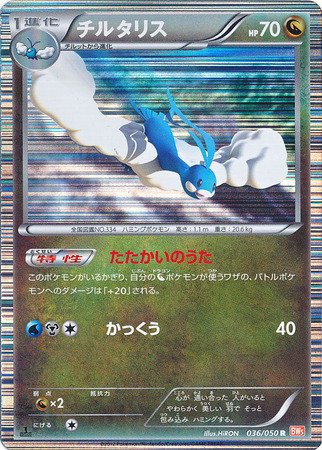 1進化
チルタリス
HP70
チルットから進化
全国図鑑NO.334 ハミングポケモン 高さ：1.1m 重さ：20.6kg
とくせい
特性 たたかいのうた
このポケモンがいるかぎり、自分のポケモンが使うワザの、バトルポ
ケモンへのダメージは「+20」される。
かっくう 40
弱点 抵抗力
×2
にげる
心が 通い合った 人がいると
やわらかく 美しい 羽で そっと
包み込み ハミングする。
illus.HiRON
BW5 036/050 R